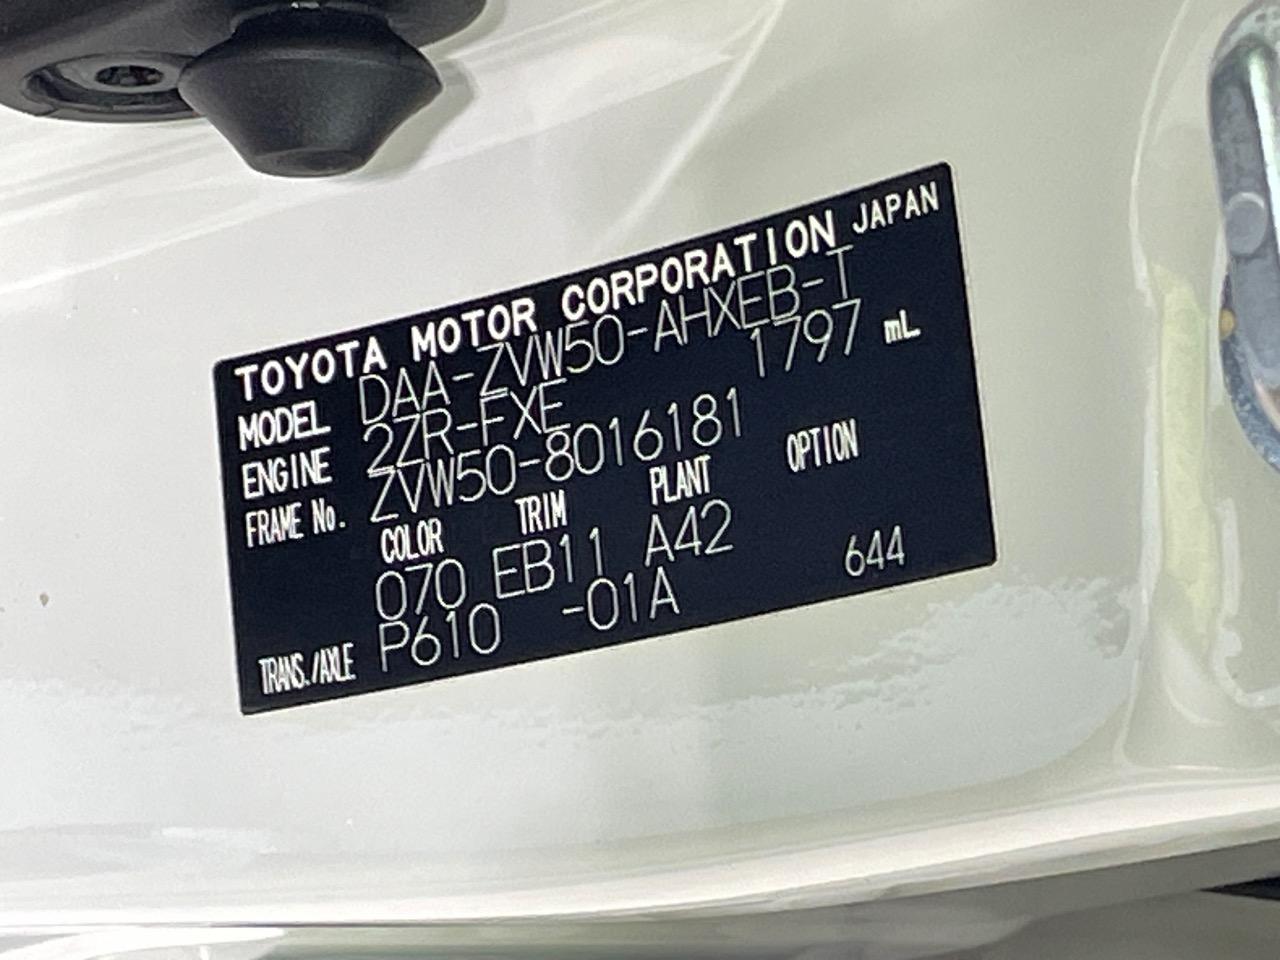 TOYOTA MOTOR CORPORATION JAPAN
MODEL DAA-ZVW50-AHXEB-T
ENGINE 2ZR-FXE 1797 mL
FRAME No. ZVW50-8016181
COLOR TRIM PLANT OPTION
070 EB11 A42
TRANS./AXLE P610 -01A 644